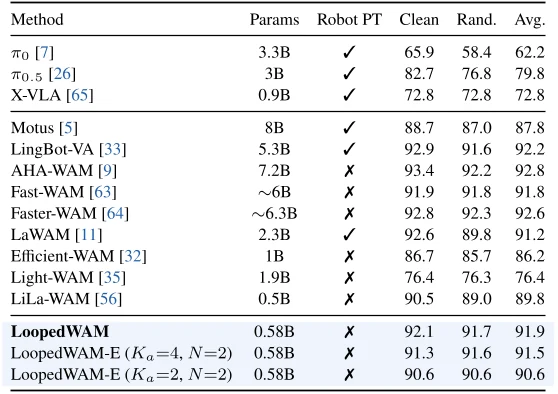 Method Params Robot PT Clean Rand. Avg.
π0 [7] 3.3B ✓ 65.9 58.4 62.2
π0.5 [26] 3B ✓ 82.7 76.8 79.8
X-VLA [65] 0.9B ✓ 72.8 72.8 72.8
Motus [5] 8B ✓ 88.7 87.0 87.8
LingBot-VA [33] 5.3B ✓ 92.9 91.6 92.2
AHA-WAM [9] 7.2B ✗ 93.4 92.2 92.8
Fast-WAM [63] ∼6B ✗ 91.9 91.8 91.8
Faster-WAM [64] ∼6.3B ✗ 92.8 92.3 92.6
LaWAM [11] 2.3B ✓ 92.6 89.8 91.2
Efficient-WAM [32] 1B ✗ 86.7 85.7 86.2
Light-WAM [35] 1.9B ✗ 76.4 76.3 76.4
LiLa-WAM [56] 0.5B ✗ 90.5 89.0 89.8
LoopedWAM 0.58B ✗ 92.1 91.7 91.9
LoopedWAM-E (Ka=4, N=2) 0.58B ✗ 91.3 91.6 91.5
LoopedWAM-E (Ka=2, N=2) 0.58B ✗ 90.6 90.6 90.6